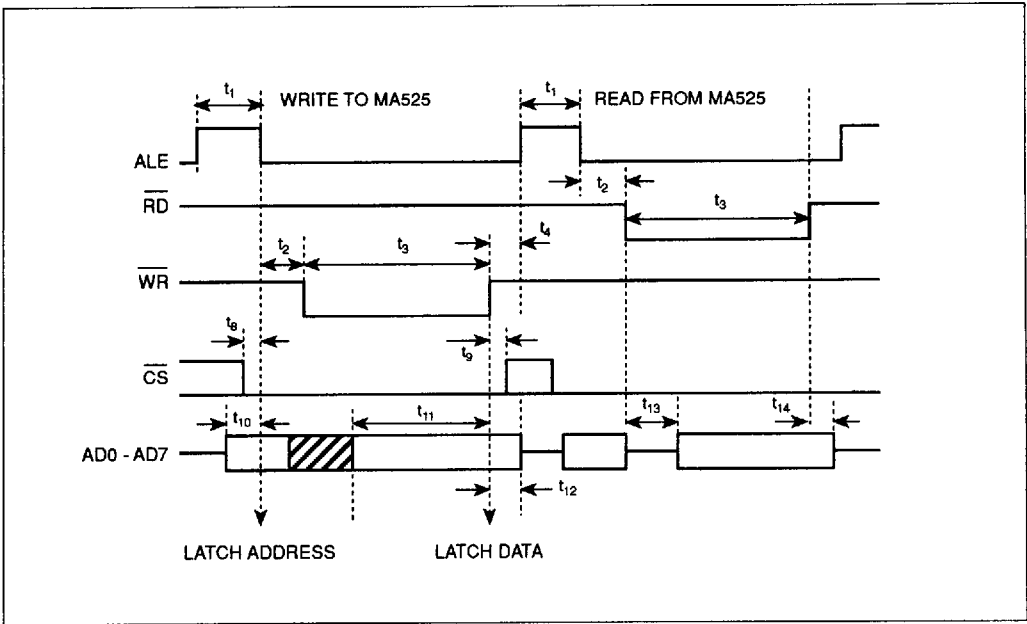 t₁ WRITE TO MA525 t₁ READ FROM MA525
ALE
t₂
RD t₃
t₂ t₃ t₄
WR
t₈
t₉
CS
t₁₀ t₁₁ t₁₃ t₁₄
AD0 - AD7
t₁₂
LATCH ADDRESS LATCH DATA